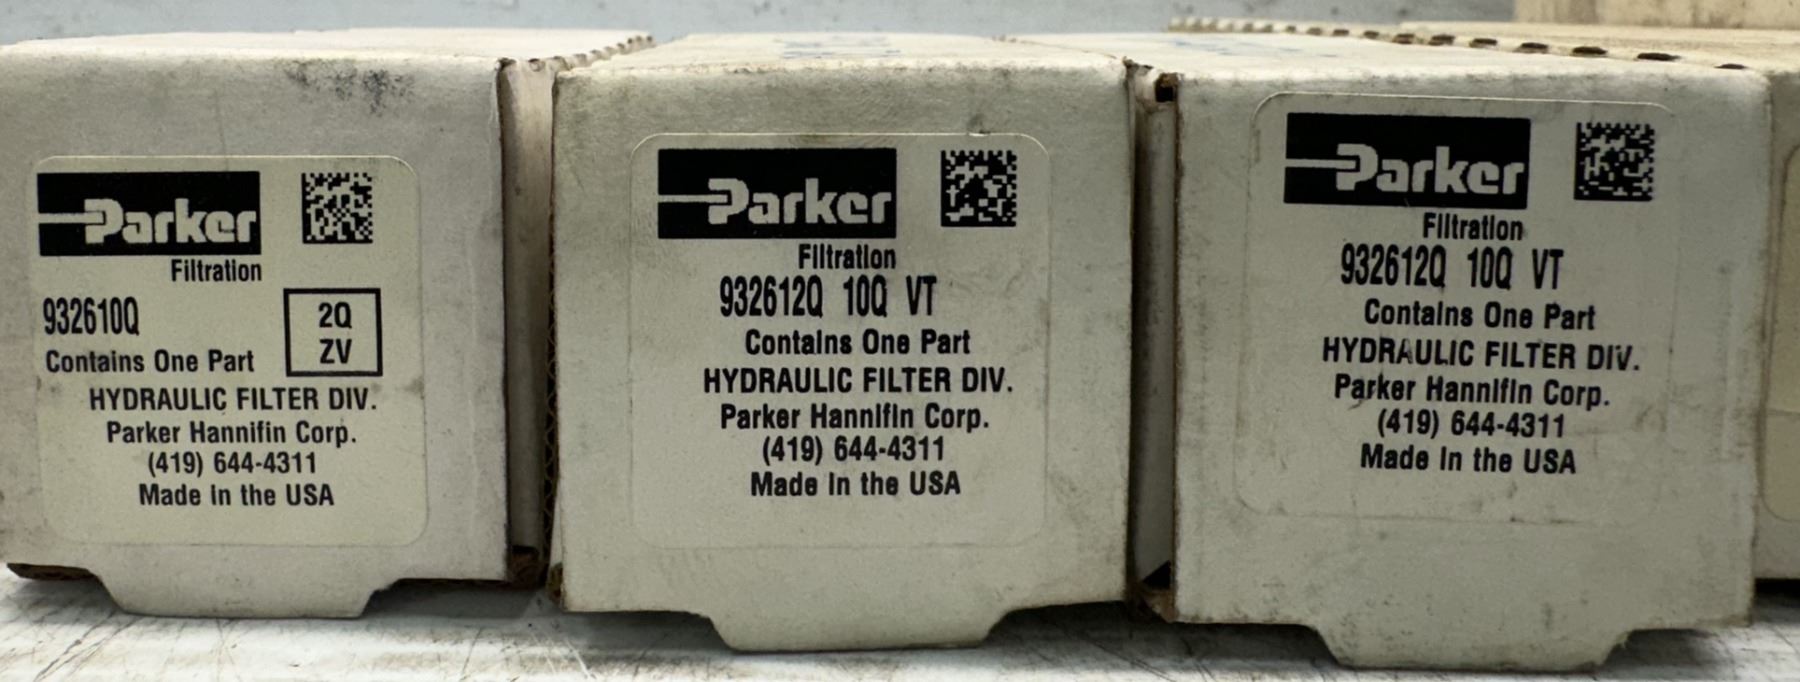 Parker
Filtration
932610Q
2Q
ZV
Contains One Part
HYDRAULIC FILTER DIV.
Parker Hannifin Corp.
(419) 644-4311
Made in the USA
Parker
Filtration
932612Q 10Q VT
Contains One Part
HYDRAULIC FILTER DIV.
Parker Hannifin Corp.
(419) 644-4311
Made in the USA
Parker
Filtration
932612Q 10Q VT
Contains One Part
HYDRAULIC FILTER DIV.
Parker Hannifin Corp.
(419) 644-4311
Made in the USA